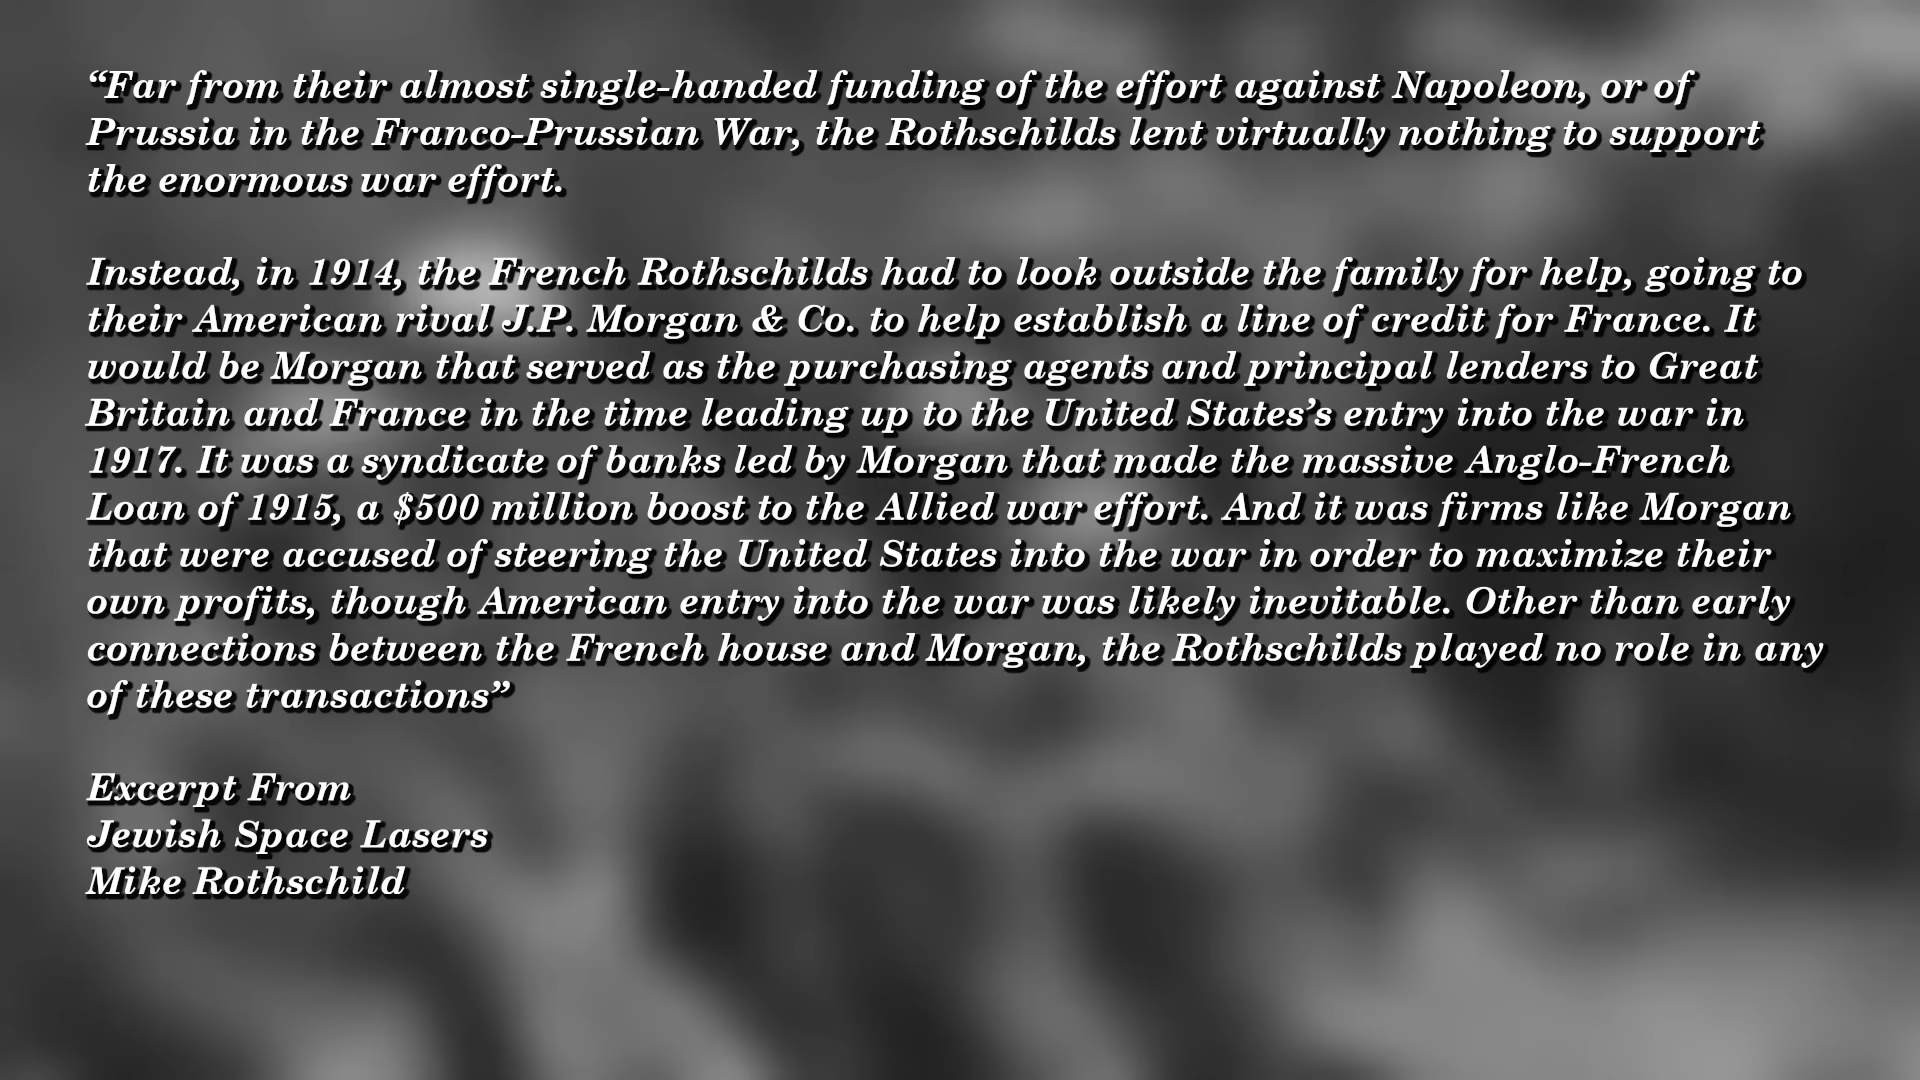 “Far from their almost single-handed funding of the effort against Napoleon, or of
Prussia in the Franco-Prussian War, the Rothschilds lent virtually nothing to support
the enormous war effort.
Instead, in 1914, the French Rothschilds had to look outside the family for help, going to
their American rival J.P. Morgan & Co. to help establish a line of credit for France. It
would be Morgan that served as the purchasing agents and principal lenders to Great
Britain and France in the time leading up to the United States’s entry into the war in
1917. It was a syndicate of banks led by Morgan that made the massive Anglo-French
Loan of 1915, a $500 million boost to the Allied war effort. And it was firms like Morgan
that were accused of steering the United States into the war in order to maximize their
own profits, though American entry into the war was likely inevitable. Other than early
connections between the French house and Morgan, the Rothschilds played no role in any
of these transactions”
Excerpt From
Jewish Space Lasers
Mike Rothschild